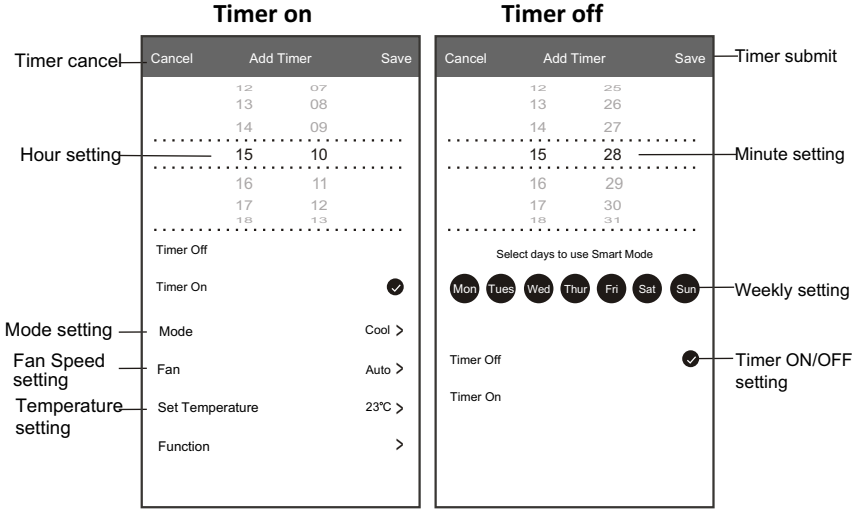 Timer on
Timer off
Timer cancel
Cancel Add Timer Save
Cancel Add Timer Save
Timer submit
12 07
13 08
14 09
15 10
16 11
17 12
18 13
Hour setting
12 25
13 26
14 27
15 28
16 29
17 30
18 31
Minute setting
Timer Off
Timer On
Mode setting
Mode Cool >
Fan Speed
setting
Fan Auto >
Temperature
setting
Set Temperature 23℃ >
Function >
Select days to use Smart Mode
Mon Tues Wed Thur Fri Sat Sun
Weekly setting
Timer Off
Timer On
Timer ON/OFF
setting